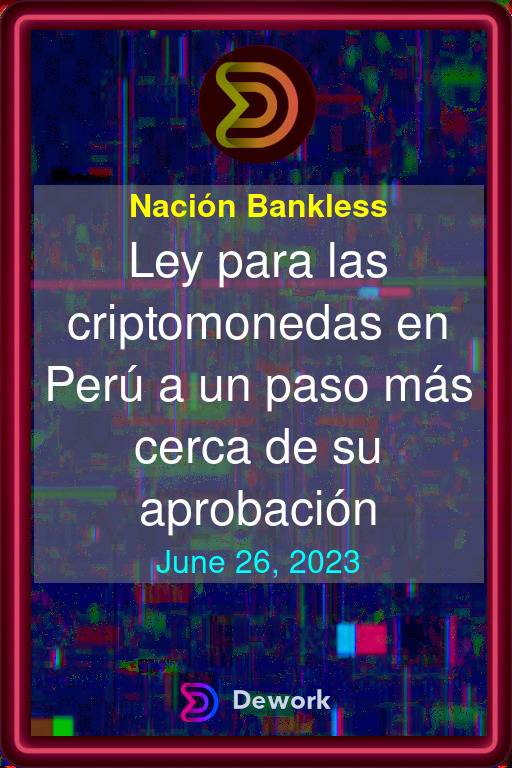 Nación Bankless
Ley para las
criptomonedas en
Perú a un paso más
cerca de su
aprobación
June 26, 2023
Dework